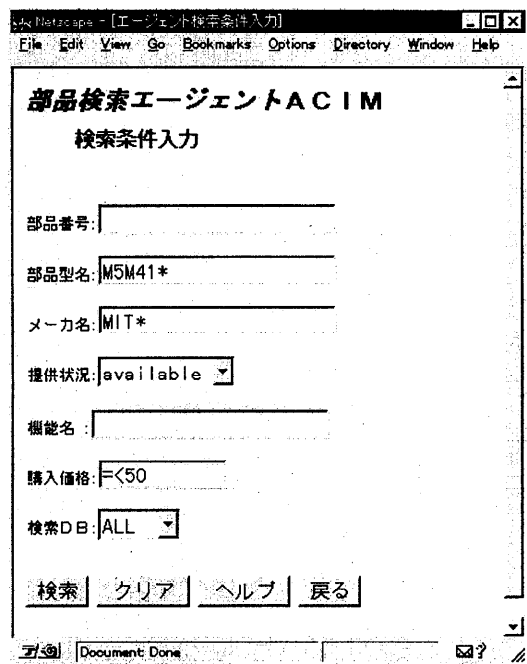 Netscape - [エージェント検索条件入力]
File Edit View Go Bookmarks Options Directory Window Help
部品検索エージェントACIM
検索条件入力
部品番号:
部品型名: M5M41*
メーカ名: MIT*
提供状況: available
機能名 :
購入価格: =<50
検索DB: ALL
検索 クリア ヘルプ 戻る
Document: Done